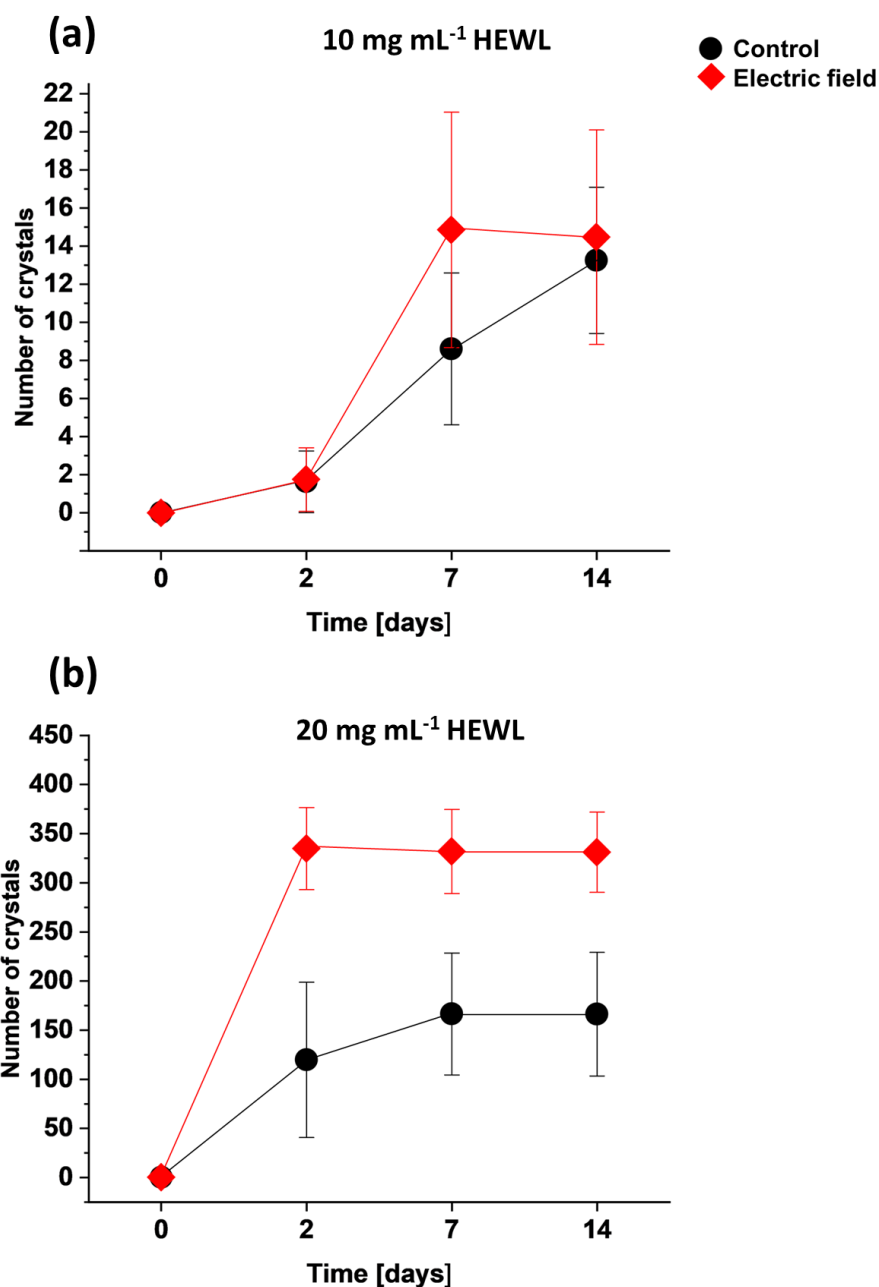 (a)
10 mg mL⁻¹ HEWL
Control
Electric field
22
20
18
16
14
12
10
8
6
4
2
0
Number of crystals
0 2 7 14
Time [days]
(b)
20 mg mL⁻¹ HEWL
450
400
350
300
250
200
150
100
50
0
Number of crystals
0 2 7 14
Time [days]